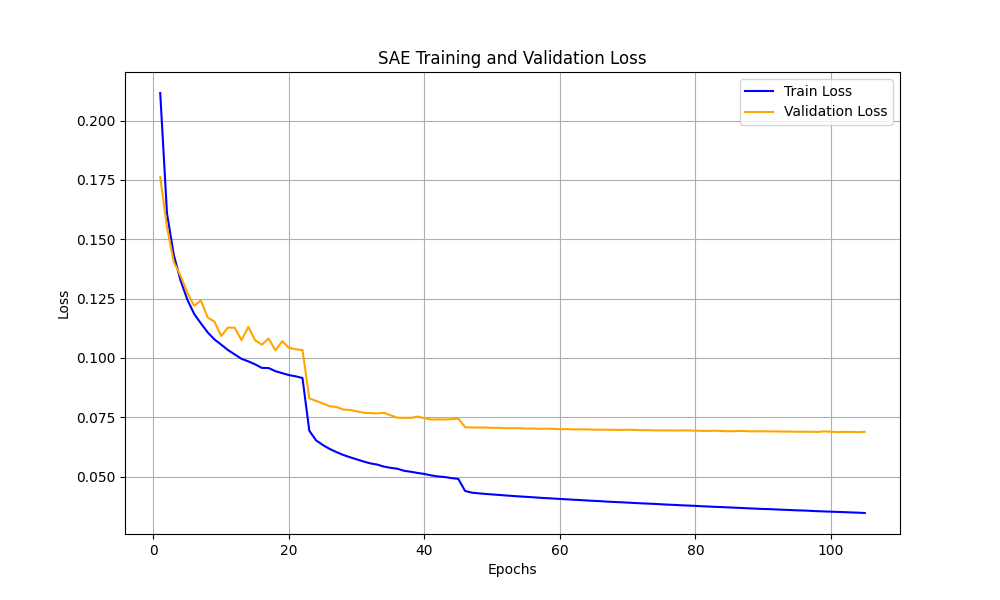 SAE Training and Validation Loss
Train Loss
Validation Loss
0.200
0.175
0.150
0.125
0.100
0.075
0.050
Loss
0 20 40 60 80 100
Epochs